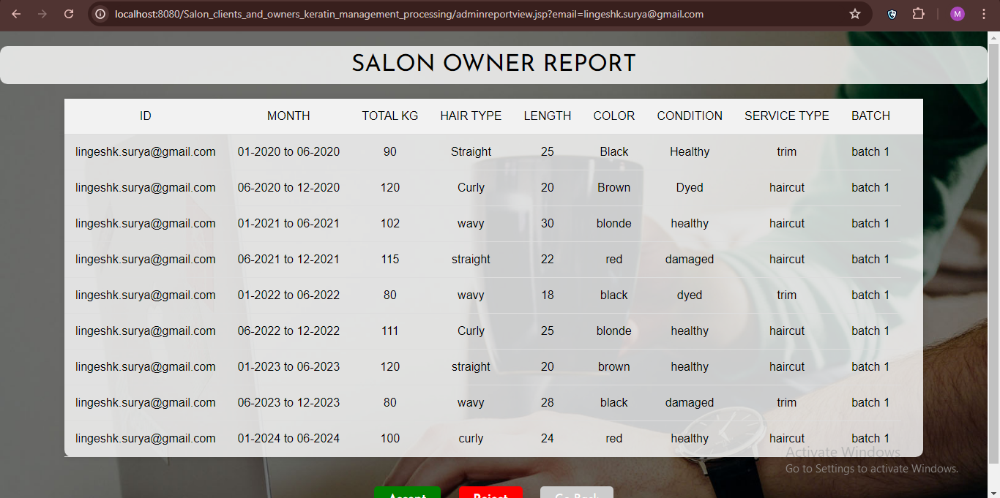 localhost:8080/Salon_clients_and_owners_keratin_management_processing/adminreportview.jsp?email=lingeshk.surya@gmail.com
M
SALON OWNER REPORT
ID MONTH TOTAL KG HAIR TYPE LENGTH COLOR CONDITION SERVICE TYPE BATCH
lingeshk.surya@gmail.com 01-2020 to 06-2020 90 Straight 25 Black Healthy trim batch 1
lingeshk.surya@gmail.com 06-2020 to 12-2020 120 Curly 20 Brown Dyed haircut batch 1
lingeshk.surya@gmail.com 01-2021 to 06-2021 102 wavy 30 blonde healthy haircut batch 1
lingeshk.surya@gmail.com 06-2021 to 12-2021 115 straight 22 red damaged haircut batch 1
lingeshk.surya@gmail.com 01-2022 to 06-2022 80 wavy 18 black dyed trim batch 1
lingeshk.surya@gmail.com 06-2022 to 12-2022 111 Curly 25 blonde healthy haircut batch 1
lingeshk.surya@gmail.com 01-2023 to 06-2023 120 straight 20 brown healthy haircut batch 1
lingeshk.surya@gmail.com 06-2023 to 12-2023 80 wavy 28 black damaged trim batch 1
lingeshk.surya@gmail.com 01-2024 to 06-2024 100 curly 24 red healthy haircut batch 1
Activate Windows
Go to Settings to activate Windows.
Accept Reject Go Back